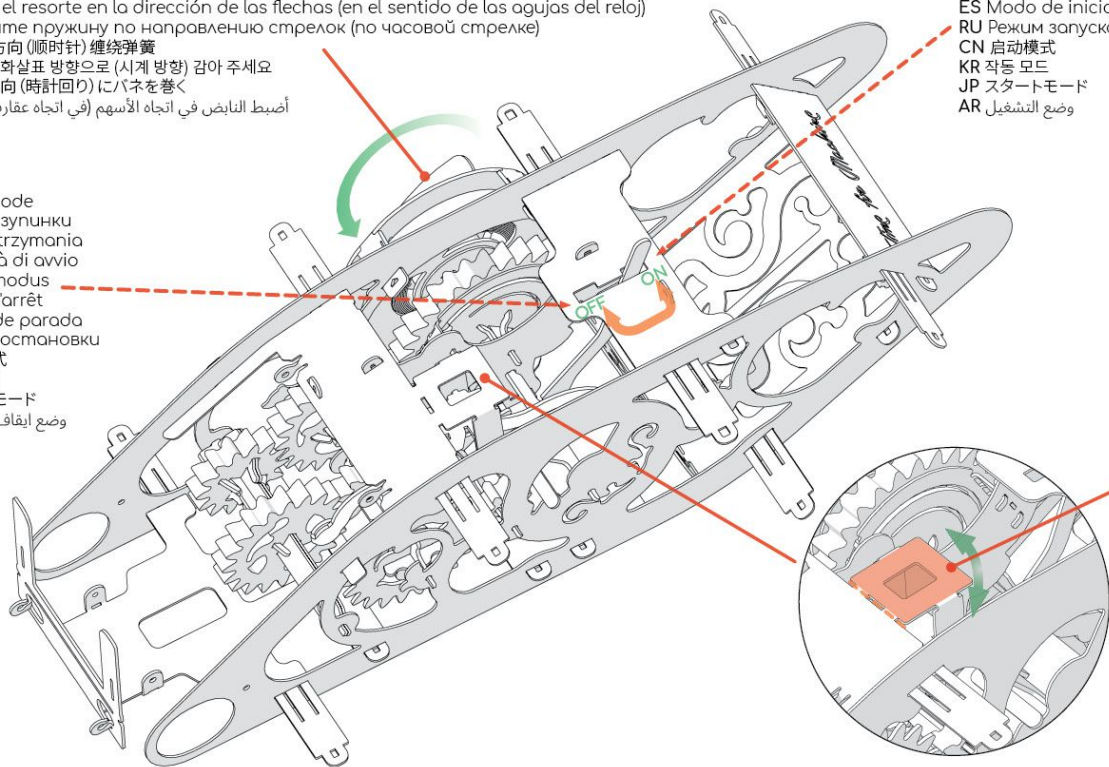 el resorte en la dirección de las flechas (en el sentido de las agujas del reloj)
пружину по направлению стрелок (по часовой стрелке)
方向 (顺时针) 缠绕弹簧
화살표 방향으로 (시계 방향) 감아 주세요
向 (時計回り) にバネを巻く
أضبط النابض في اتجاه الأسهم (في اتجاه
ES Modo de inicio
RU Режим запуска
CN 启动模式
KR 작동 모드
JP スタートモード
AR وضع التشغيل
ode
зупинки
trzymania
à di avvio
modus
'arrêt
de parada
остановки
式
モード
وضع ايقاف
OFF
ON